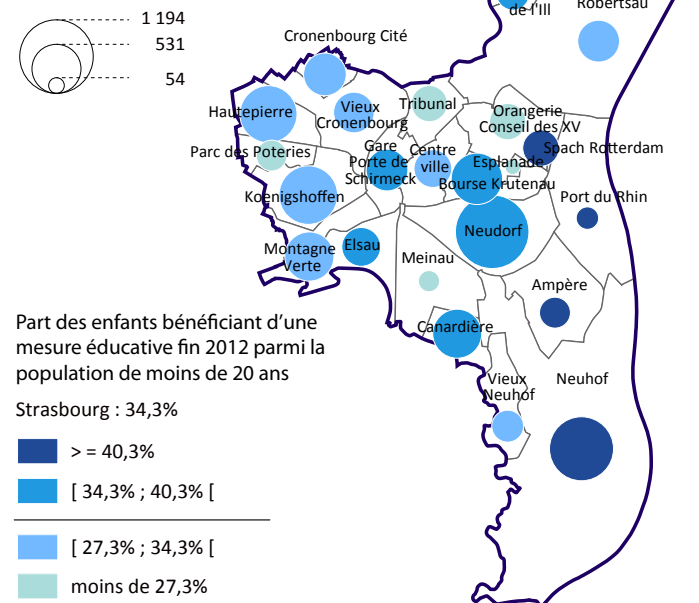 de l'Ill
Robertsau
1 194
531
54
Cronenbourg Cité
Hautepierre
Vieux
Cronenbourg
Tribunal
Orangerie
Conseil des XV
Parc des Poteries
Gare
Porte de
Schirmeck
Centre
ville
Esplanade
Spach Rotterdam
Bourse Krutenau
Koenigshoffen
Port du Rhin
Montagne
Verte
Elsau
Neudorf
Meinau
Ampère
Canardière
Vieux
Neuhof
Neuhof
Part des enfants bénéficiant d'une
mesure éducative fin 2012 parmi la
population de moins de 20 ans
Strasbourg : 34,3%
> = 40,3%
[ 34,3% ; 40,3% [
[ 27,3% ; 34,3% [
moins de 27,3%